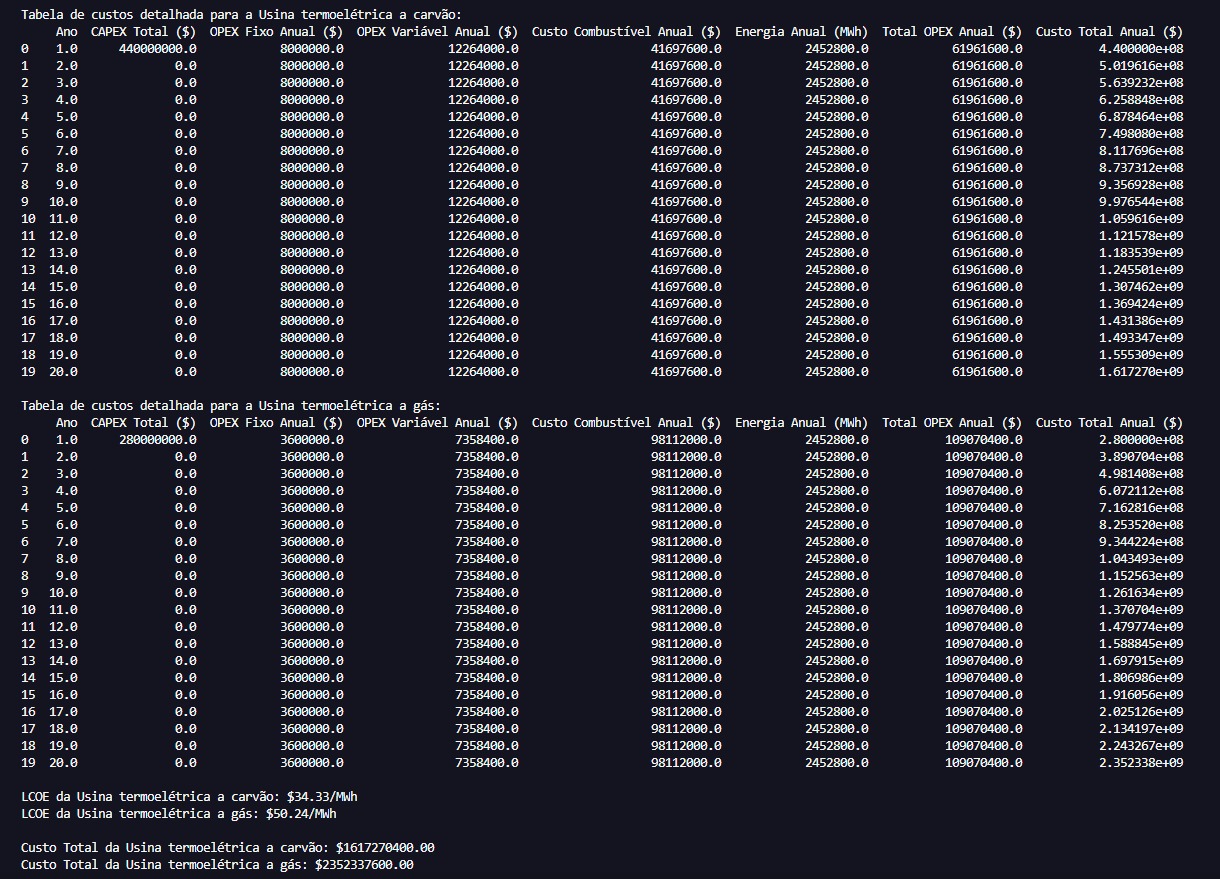 Tabela de custos detalhada para a Usina termoelétrica a carvão:
Ano CAPEX Total ($) OPEX Fixo Anual ($) OPEX Variável Anual ($) Custo Combustível Anual ($) Energia Anual (MWh) Total OPEX Anual ($) Custo Total Anual ($)
0 1.0 440000000.0 8000000.0 12264000.0 41697600.0 2452800.0 61961600.0 4.400000e+08
1 2.0 0.0 8000000.0 12264000.0 41697600.0 2452800.0 61961600.0 5.019616e+08
2 3.0 0.0 8000000.0 12264000.0 41697600.0 2452800.0 61961600.0 5.639232e+08
3 4.0 0.0 8000000.0 12264000.0 41697600.0 2452800.0 61961600.0 6.258848e+08
4 5.0 0.0 8000000.0 12264000.0 41697600.0 2452800.0 61961600.0 6.878464e+08
5 6.0 0.0 8000000.0 12264000.0 41697600.0 2452800.0 61961600.0 7.498080e+08
6 7.0 0.0 8000000.0 12264000.0 41697600.0 2452800.0 61961600.0 8.117696e+08
7 8.0 0.0 8000000.0 12264000.0 41697600.0 2452800.0 61961600.0 8.737312e+08
8 9.0 0.0 8000000.0 12264000.0 41697600.0 2452800.0 61961600.0 9.356928e+08
9 10.0 0.0 8000000.0 12264000.0 41697600.0 2452800.0 61961600.0 9.976544e+08
10 11.0 0.0 8000000.0 12264000.0 41697600.0 2452800.0 61961600.0 1.059616e+09
11 12.0 0.0 8000000.0 12264000.0 41697600.0 2452800.0 61961600.0 1.121578e+09
12 13.0 0.0 8000000.0 12264000.0 41697600.0 2452800.0 61961600.0 1.183539e+09
13 14.0 0.0 8000000.0 12264000.0 41697600.0 2452800.0 61961600.0 1.245501e+09
14 15.0 0.0 8000000.0 12264000.0 41697600.0 2452800.0 61961600.0 1.307462e+09
15 16.0 0.0 8000000.0 12264000.0 41697600.0 2452800.0 61961600.0 1.369424e+09
16 17.0 0.0 8000000.0 12264000.0 41697600.0 2452800.0 61961600.0 1.431386e+09
17 18.0 0.0 8000000.0 12264000.0 41697600.0 2452800.0 61961600.0 1.493347e+09
18 19.0 0.0 8000000.0 12264000.0 41697600.0 2452800.0 61961600.0 1.555309e+09
19 20.0 0.0 8000000.0 12264000.0 41697600.0 2452800.0 61961600.0 1.617270e+09
Tabela de custos detalhada para a Usina termoelétrica a gás:
Ano CAPEX Total ($) OPEX Fixo Anual ($) OPEX Variável Anual ($) Custo Combustível Anual ($) Energia Anual (MWh) Total OPEX Anual ($) Custo Total Anual ($)
0 1.0 280000000.0 3600000.0 7358400.0 98112000.0 2452800.0 109070400.0 2.800000e+08
1 2.0 0.0 3600000.0 7358400.0 98112000.0 2452800.0 109070400.0 3.890704e+08
2 3.0 0.0 3600000.0 7358400.0 98112000.0 2452800.0 109070400.0 4.981408e+08
3 4.0 0.0 3600000.0 7358400.0 98112000.0 2452800.0 109070400.0 6.072112e+08
4 5.0 0.0 3600000.0 7358400.0 98112000.0 2452800.0 109070400.0 7.162816e+08
5 6.0 0.0 3600000.0 7358400.0 98112000.0 2452800.0 109070400.0 8.253520e+08
6 7.0 0.0 3600000.0 7358400.0 98112000.0 2452800.0 109070400.0 9.344224e+08
7 8.0 0.0 3600000.0 7358400.0 98112000.0 2452800.0 109070400.0 1.043493e+09
8 9.0 0.0 3600000.0 7358400.0 98112000.0 2452800.0 109070400.0 1.152563e+09
9 10.0 0.0 3600000.0 7358400.0 98112000.0 2452800.0 109070400.0 1.261634e+09
10 11.0 0.0 3600000.0 7358400.0 98112000.0 2452800.0 109070400.0 1.370704e+09
11 12.0 0.0 3600000.0 7358400.0 98112000.0 2452800.0 109070400.0 1.479774e+09
12 13.0 0.0 3600000.0 7358400.0 98112000.0 2452800.0 109070400.0 1.588845e+09
13 14.0 0.0 3600000.0 7358400.0 98112000.0 2452800.0 109070400.0 1.697915e+09
14 15.0 0.0 3600000.0 7358400.0 98112000.0 2452800.0 109070400.0 1.806986e+09
15 16.0 0.0 3600000.0 7358400.0 98112000.0 2452800.0 109070400.0 1.916056e+09
16 17.0 0.0 3600000.0 7358400.0 98112000.0 2452800.0 109070400.0 2.025126e+09
17 18.0 0.0 3600000.0 7358400.0 98112000.0 2452800.0 109070400.0 2.134197e+09
18 19.0 0.0 3600000.0 7358400.0 98112000.0 2452800.0 109070400.0 2.243267e+09
19 20.0 0.0 3600000.0 7358400.0 98112000.0 2452800.0 109070400.0 2.352338e+09
LCOE da Usina termoelétrica a carvão: $34.33/MWh
LCOE da Usina termoelétrica a gás: $50.24/MWh
Custo Total da Usina termoelétrica a carvão: $1617270400.00
Custo Total da Usina termoelétrica a gás: $2352337600.00